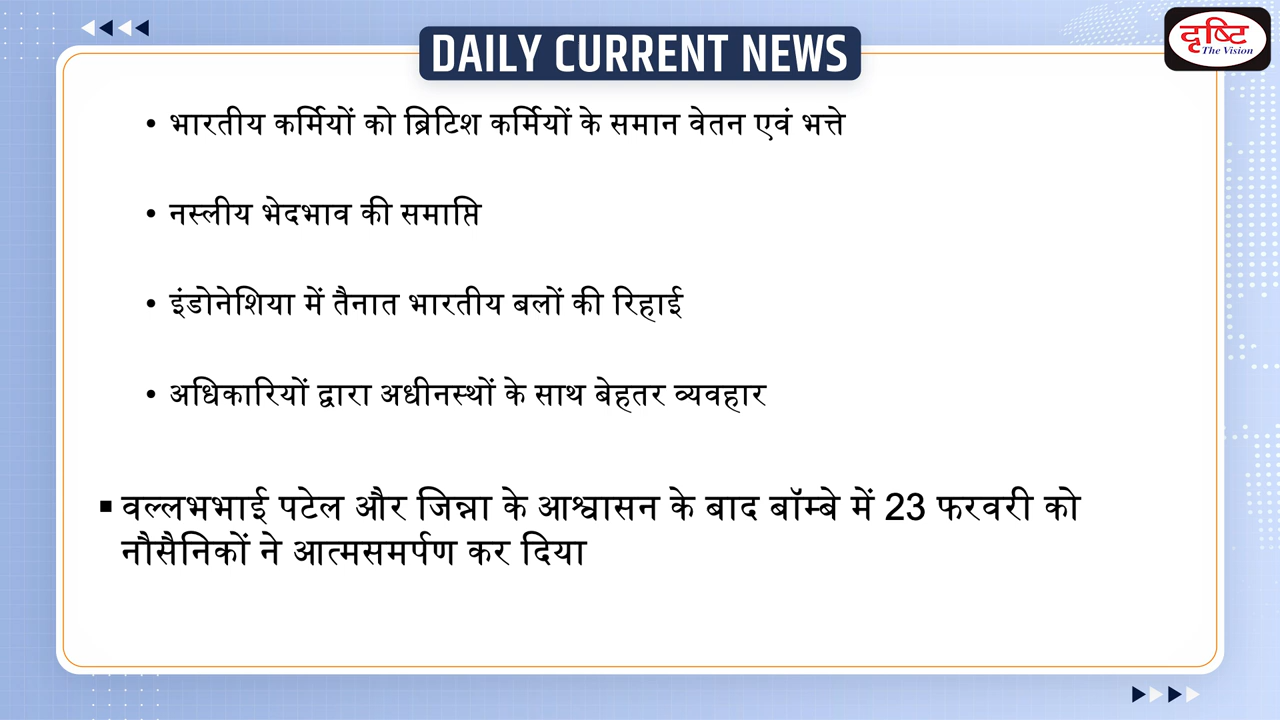 DAILY CURRENT NEWS
दृष्टि
The Vision
• भारतीय कर्मियों को ब्रिटिश कर्मियों के समान वेतन एवं भत्ते
• नस्लीय भेदभाव की समाप्ति
• इंडोनेशिया में तैनात भारतीय बलों की रिहाई
• अधिकारियों द्वारा अधीनस्थों के साथ बेहतर व्यवहार
▪ वल्लभभाई पटेल और जिन्ना के आश्वासन के बाद बॉम्बे में 23 फरवरी को
नौसैनिकों ने आत्मसमर्पण कर दिया